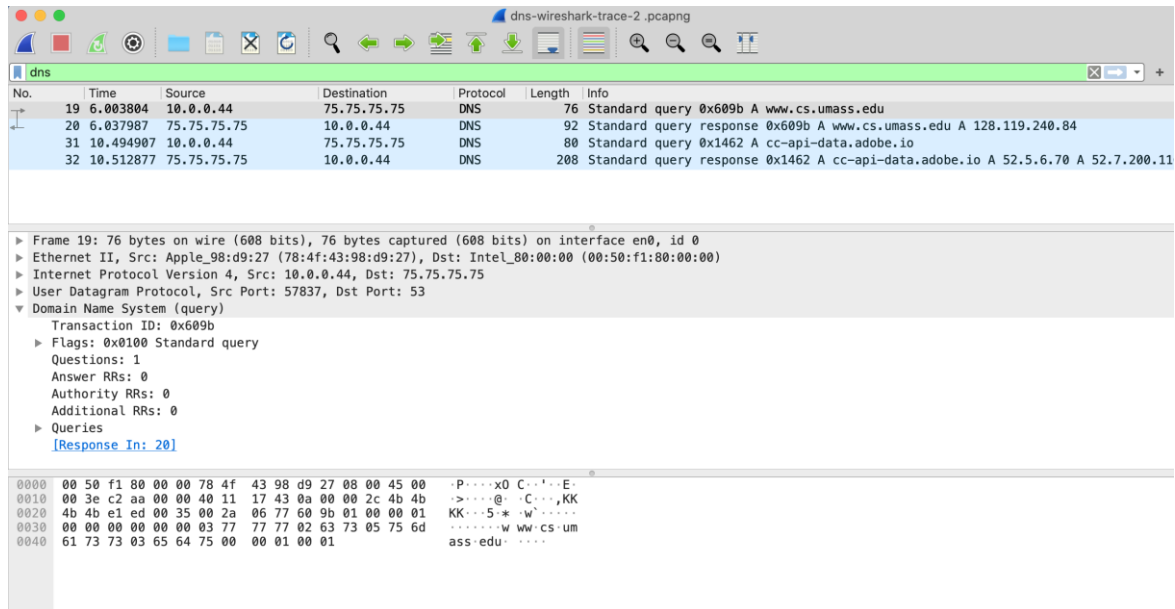 dns-wireshark-trace-2 .pcapng
dns
No. Time Source Destination Protocol Length Info
19 6.003804 10.0.0.44 75.75.75.75 DNS 76 Standard query 0x609b A www.cs.umass.edu
20 6.037987 75.75.75.75 10.0.0.44 DNS 92 Standard query response 0x609b A www.cs.umass.edu A 128.119.240.84
31 10.494907 10.0.0.44 75.75.75.75 DNS 80 Standard query 0x1462 A cc-api-data.adobe.io
32 10.512877 75.75.75.75 10.0.0.44 DNS 208 Standard query response 0x1462 A cc-api-data.adobe.io A 52.5.6.70 A 52.7.200.11
Frame 19: 76 bytes on wire (608 bits), 76 bytes captured (608 bits) on interface en0, id 0
Ethernet II, Src: Apple_98:d9:27 (78:4f:43:98:d9:27), Dst: Intel_80:00:00 (00:50:f1:80:00:00)
Internet Protocol Version 4, Src: 10.0.0.44, Dst: 75.75.75.75
User Datagram Protocol, Src Port: 57837, Dst Port: 53
Domain Name System (query)
Transaction ID: 0x609b
Flags: 0x0100 Standard query
Questions: 1
Answer RRs: 0
Authority RRs: 0
Additional RRs: 0
Queries
[Response In: 20]
0000 00 50 f1 80 00 00 78 4f 43 98 d9 27 08 00 45 00 ·P····xO C··'··E·
0010 00 3e c2 aa 00 00 40 11 17 43 0a 00 00 2c 4b 4b ·>····@· ·C···,KK
0020 4b 4b e1 ed 00 35 00 2a 06 77 60 9b 01 00 00 01 KK···5·* ·w`·····
0030 00 00 00 00 00 00 03 77 77 77 02 63 73 05 75 6d ·······w ww·cs·um
0040 61 73 73 03 65 64 75 00 00 01 00 01 ass·edu· ····